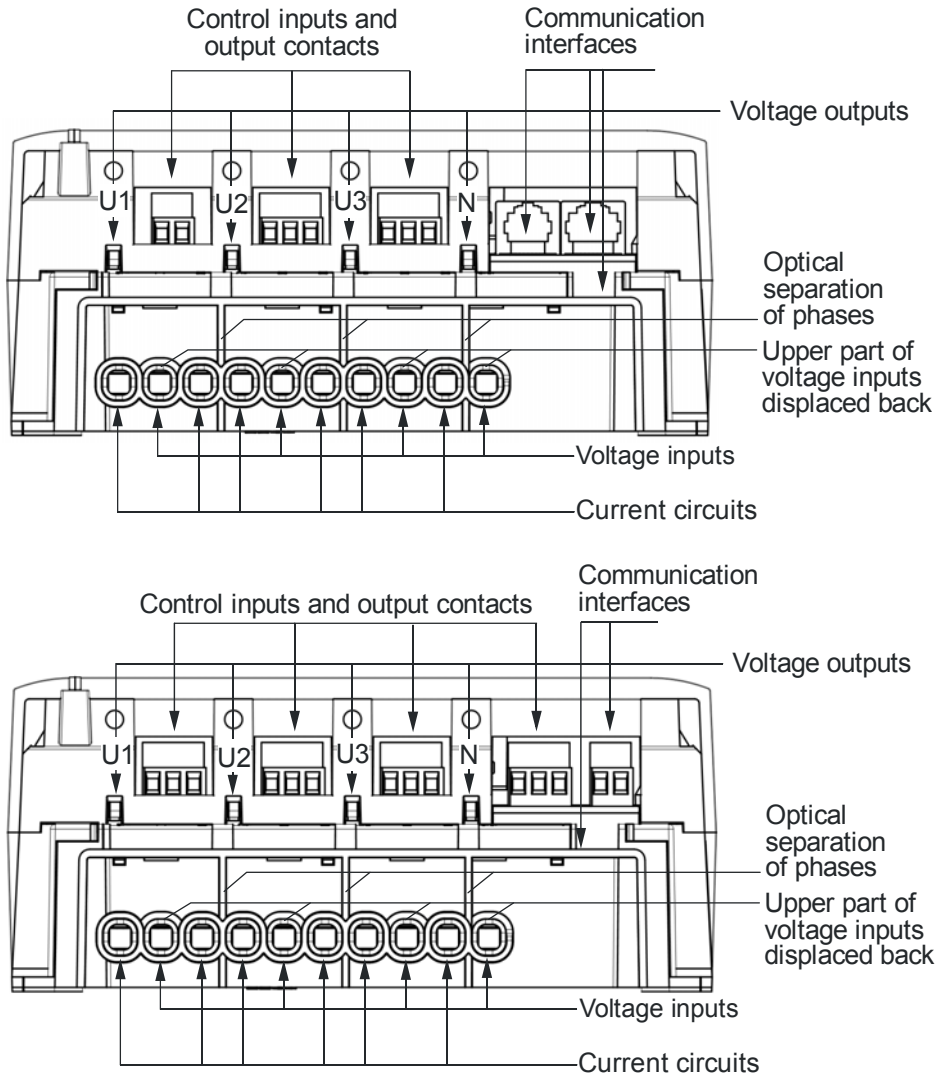 Control inputs and
output contacts
Communication
interfaces
Voltage outputs
U1
U2
U3
N
Optical
separation
of phases
Upper part of
voltage inputs
displaced back
Voltage inputs
Current circuits
Communication
interfaces
Control inputs and output contacts
Voltage outputs
U1
U2
U3
N
Optical
separation
of phases
Upper part of
voltage inputs
displaced back
Voltage inputs
Current circuits